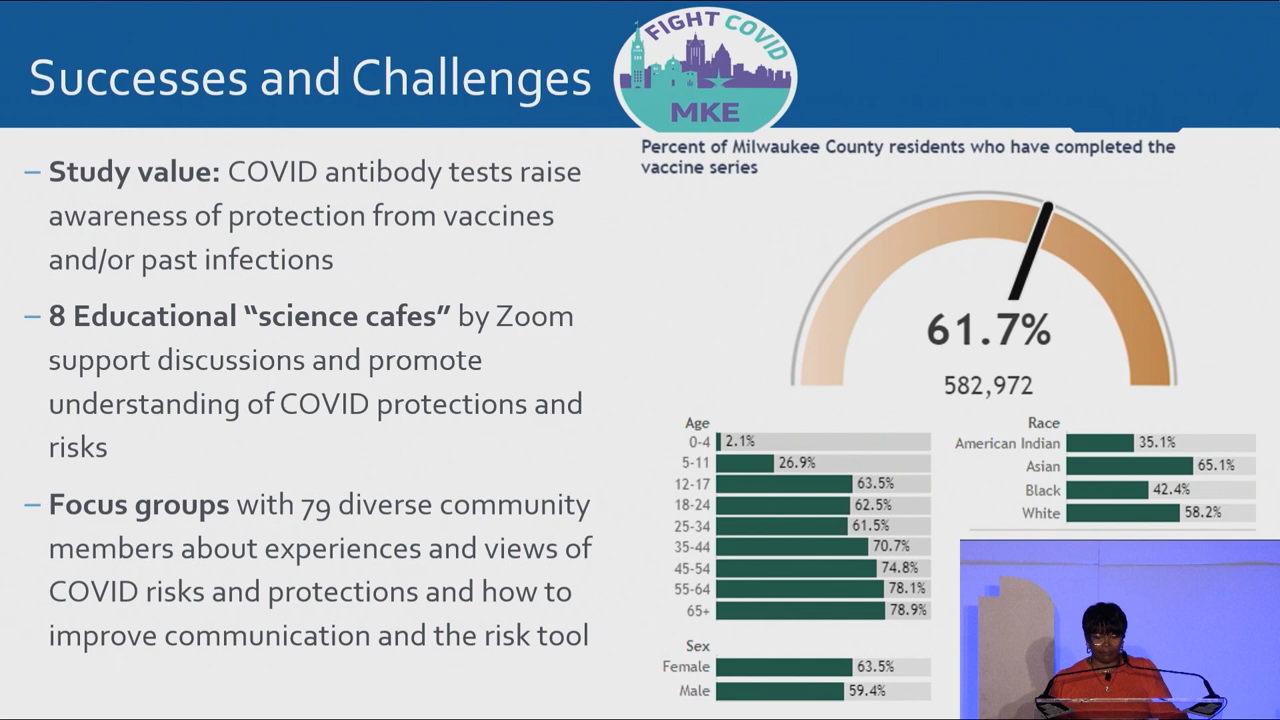 Successes and Challenges
FIGHT COVID
MKE
– Study value: COVID antibody tests raise
awareness of protection from vaccines
and/or past infections
– 8 Educational “science cafes” by Zoom
support discussions and promote
understanding of COVID protections and
risks
– Focus groups with 79 diverse community
members about experiences and views of
COVID risks and protections and how to
improve communication and the risk tool
Percent of Milwaukee County residents who have completed the
vaccine series
61.7%
582,972
Age
0-4 2.1%
5-11 26.9%
12-17 63.5%
18-24 62.5%
25-34 61.5%
35-44 70.7%
45-54 74.8%
55-64 78.1%
65+ 78.9%
Sex
Female 63.5%
Male 59.4%
Race
American Indian 35.1%
Asian 65.1%
Black 42.4%
White 58.2%